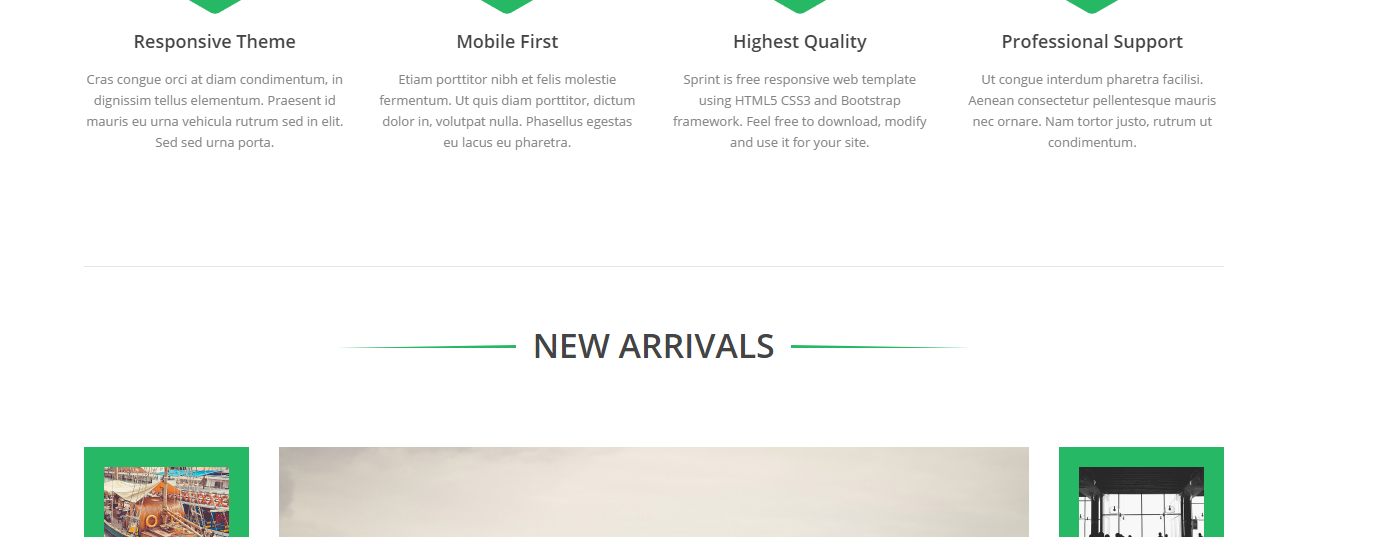 Responsive Theme
Cras congue orci at diam condimentum, in
dignissim tellus elementum. Praesent id
mauris eu urna vehicula rutrum sed in elit.
Sed sed urna porta.
Mobile First
Etiam porttitor nibh et felis molestie
fermentum. Ut quis diam porttitor, dictum
dolor in, volutpat nulla. Phasellus egestas
eu lacus eu pharetra.
Highest Quality
Sprint is free responsive web template
using HTML5 CSS3 and Bootstrap
framework. Feel free to download, modify
and use it for your site.
Professional Support
Ut congue interdum pharetra facilisi.
Aenean consectetur pellentesque mauris
nec ornare. Nam tortor justo, rutrum ut
condimentum.
NEW ARRIVALS